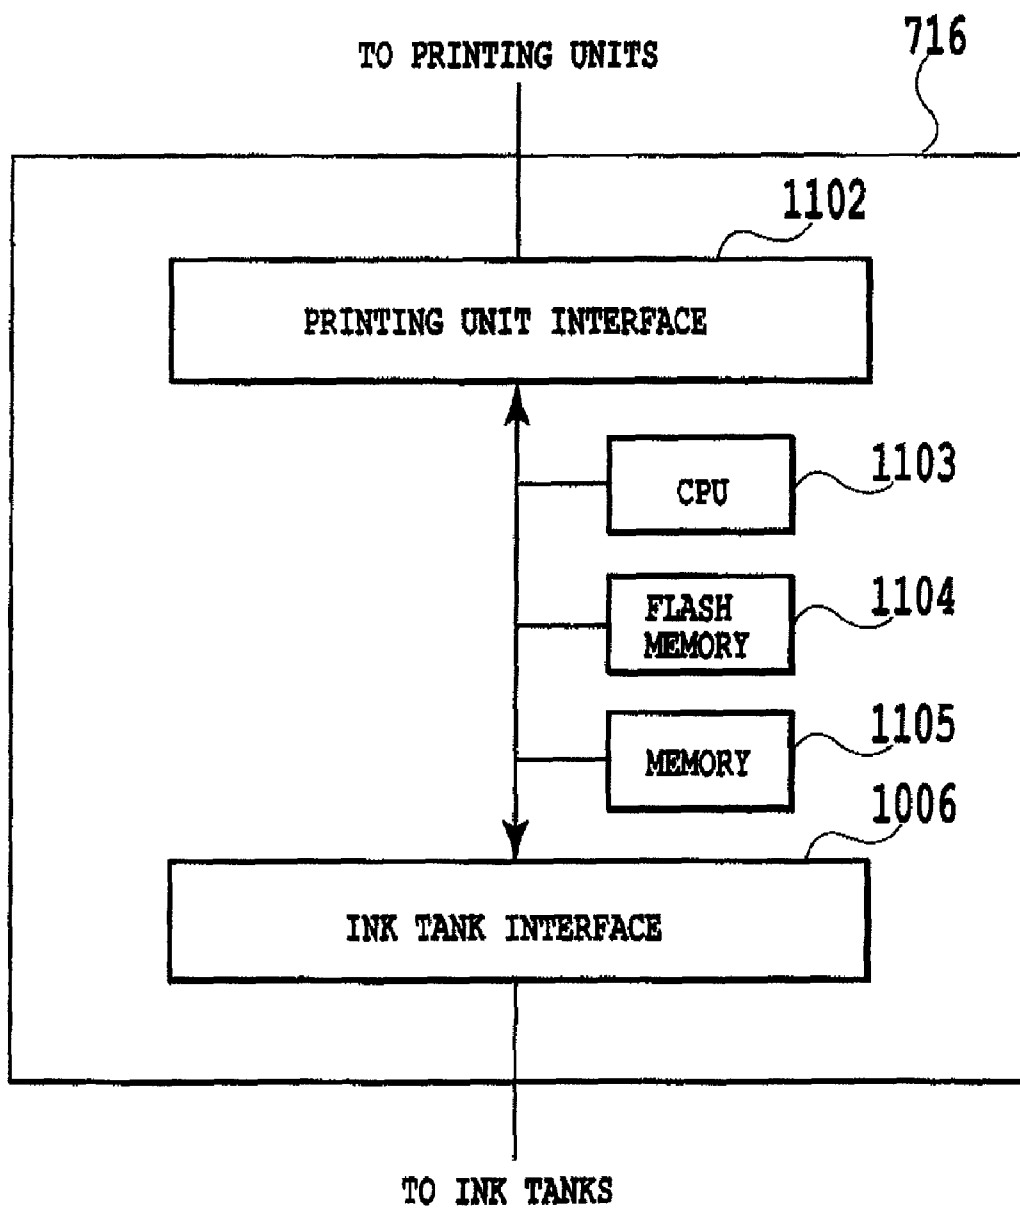 716
TO PRINTING UNITS
1102
PRINTING UNIT INTERFACE
1103
CPU
1104
FLASH
MEMORY
1105
MEMORY
1006
INK TANK INTERFACE
TO INK TANKS